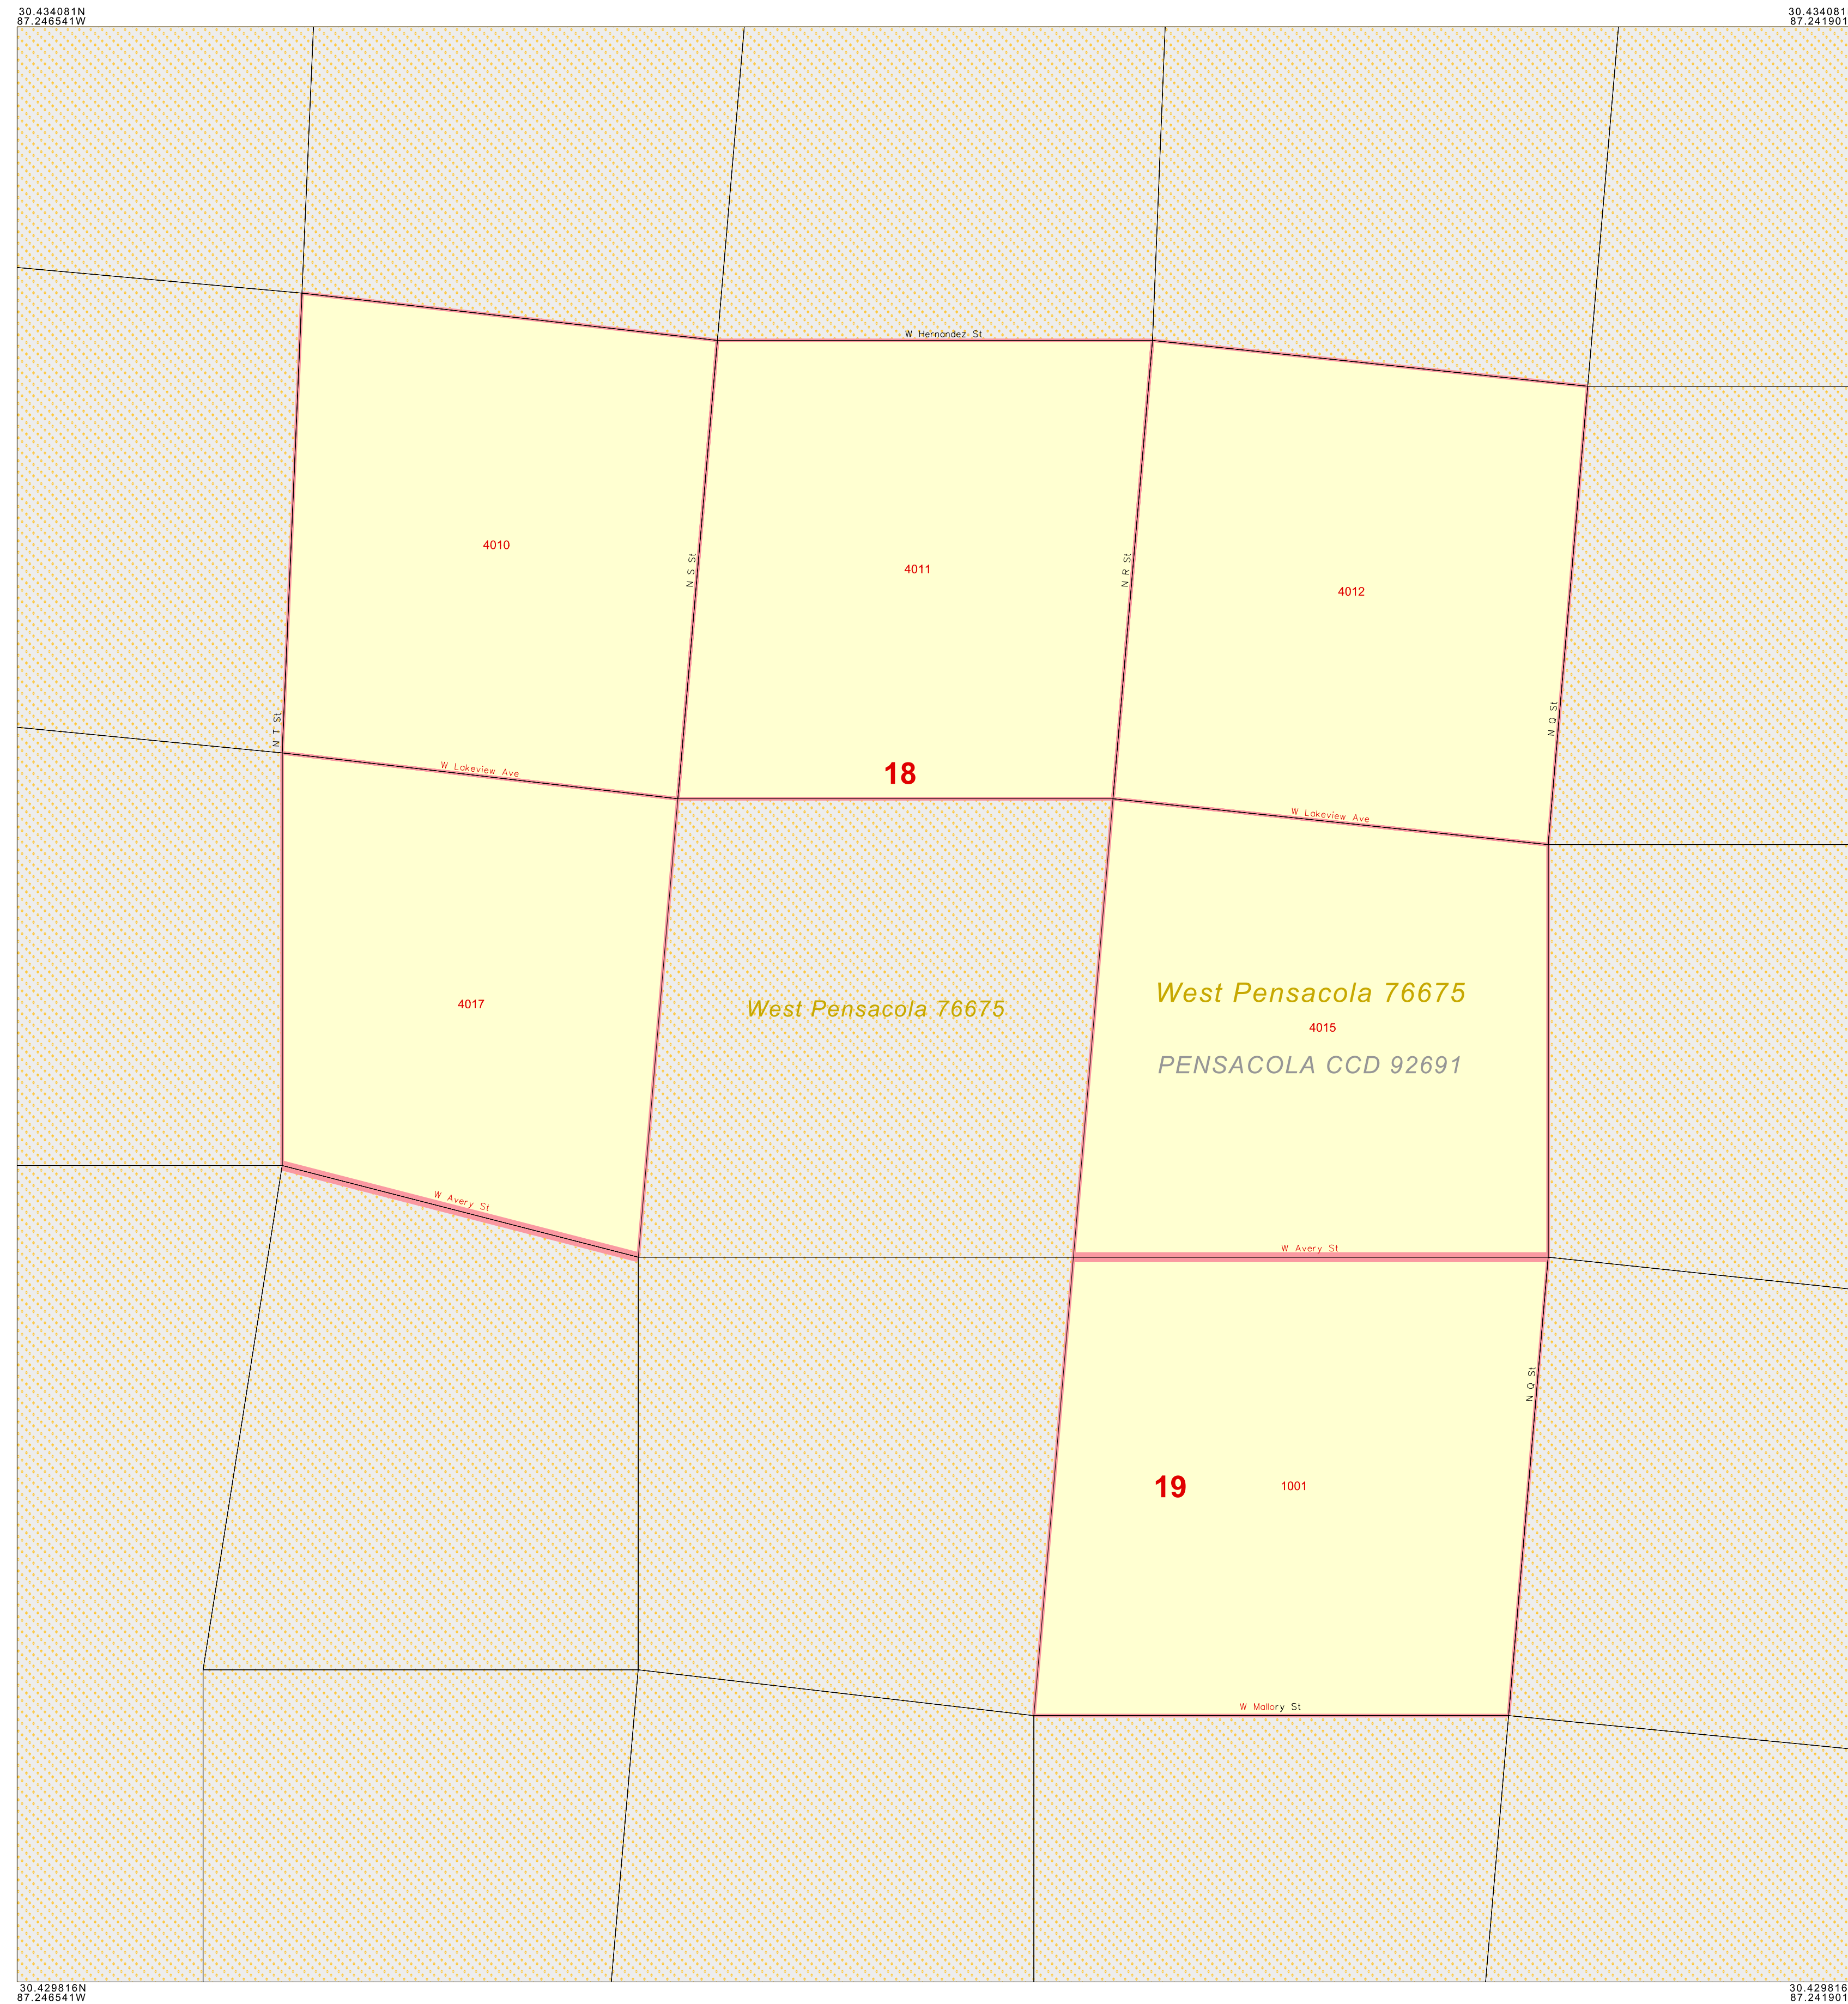 30.434081N
87.246541W
30.434081
87.241901
W Hernandez St
4010
N S St
4011
N R St
4012
N T St
N Q St
W Lakeview Ave
18
W Lakeview Ave
4017
West Pensacola 76675
West Pensacola 76675
4015
PENSACOLA CCD 92691
W Avery St
W Avery St
N Q St
19
1001
W Mallory St
30.429816N
87.246541W
30.429816
87.241901